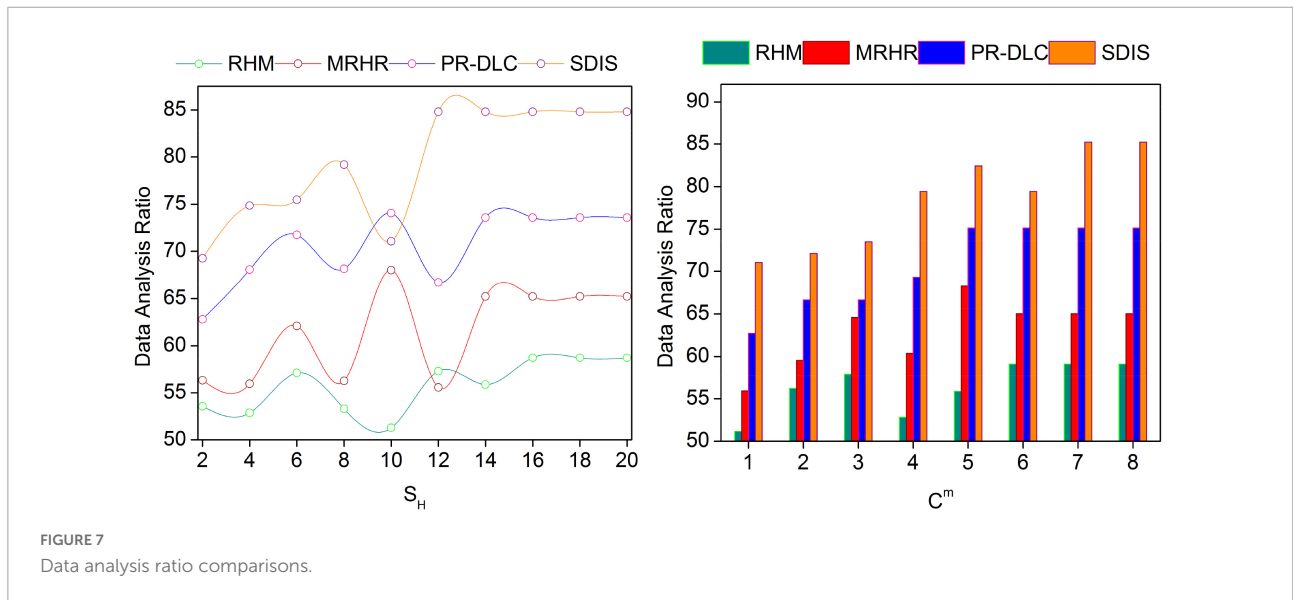 RHM MRHR PR-DLC SDIS
85
80
75
70
65
60
55
50
Data Analysis Ratio
2 4 6 8 10 12 14 16 18 20
S_H
RHM MRHR PR-DLC SDIS
90
85
80
75
70
65
60
55
50
Data Analysis Ratio
1 2 3 4 5 6 7 8
C^m
FIGURE 7
Data analysis ratio comparisons.